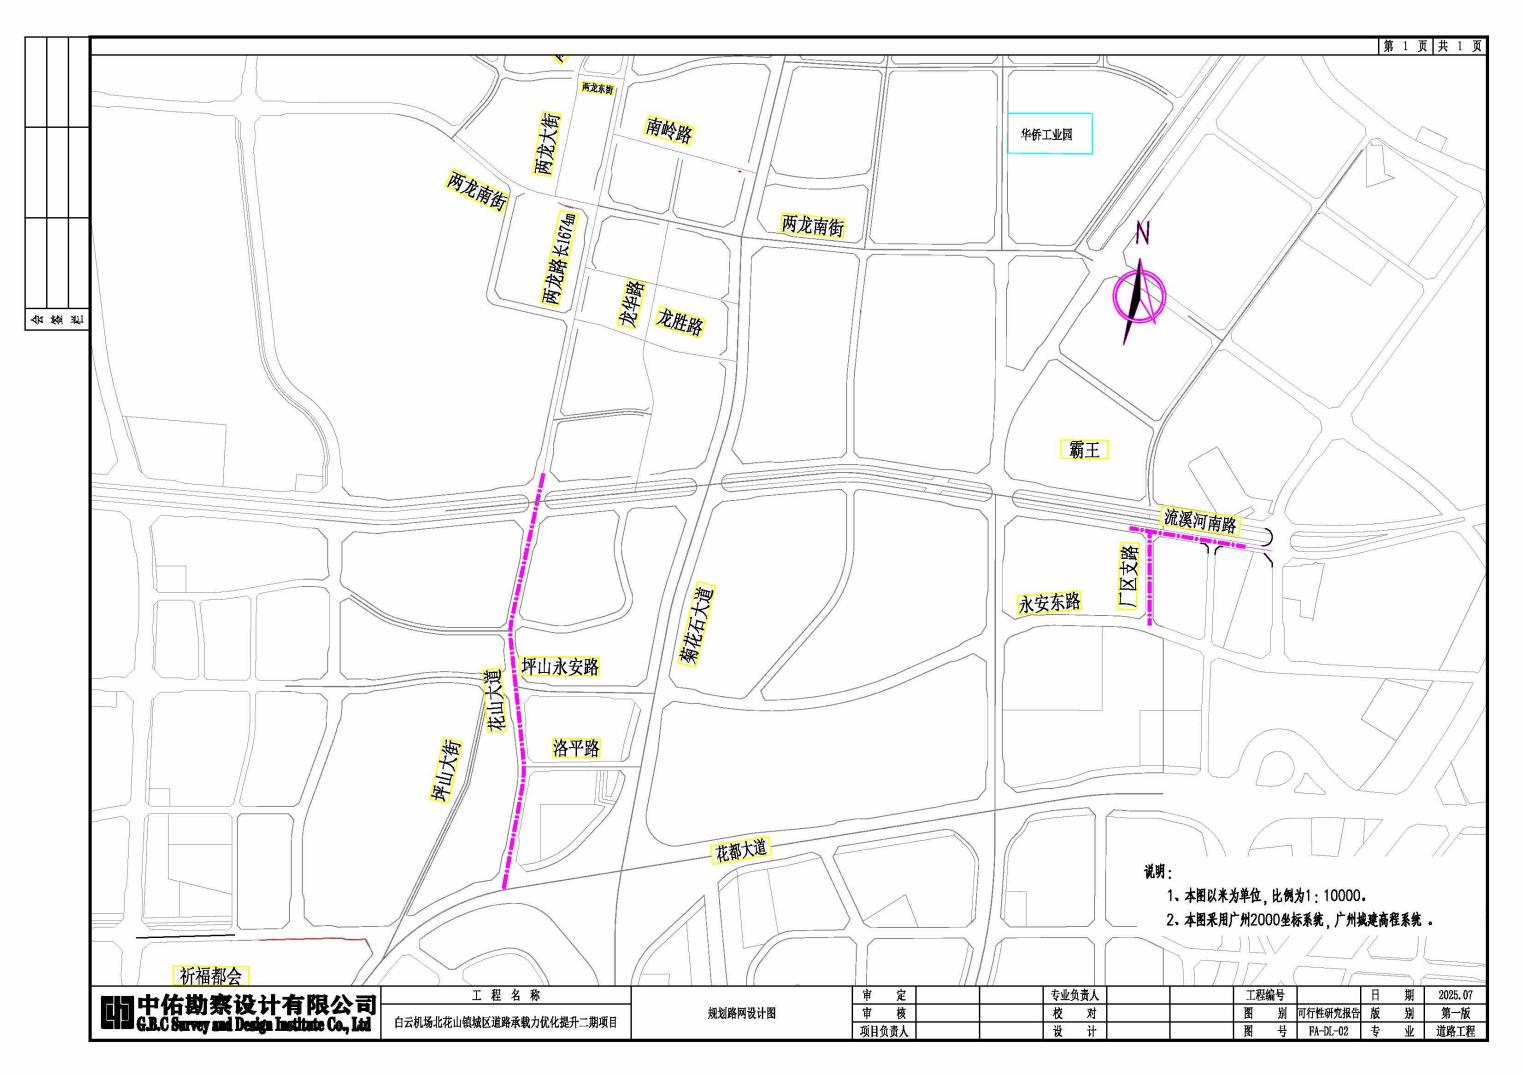 第 1 页 共 1 页
两龙东街
两龙大街
南岭路
华侨工业园
两龙南街
两龙路 长1674m
两龙南街
N
龙华路
龙胜路
会签栏
霸王
流溪河南路
厂区支路
永安东路
菊花石大道
坪山永安路
花山大道
洛平路
坪山大街
花都大道
说明:
1、本图以米为单位,比例为1:10000。
2、本图采用广州2000坐标系统,广州城建高程系统 。
祈福都会
中佑勘察设计有限公司
G.B.C Survey and Design Institute Co., Ltd
工 程 名 称
白云机场北花山镇城区道路承载力优化提升二期项目
规划路网设计图
审 定
审 核
项目负责人
专业负责人
校 对
设 计
工程编号
图 别 可行性研究报告
图 号 FA-DL-02
日 期 2025.07
版 别 第一版
专 业 道路工程